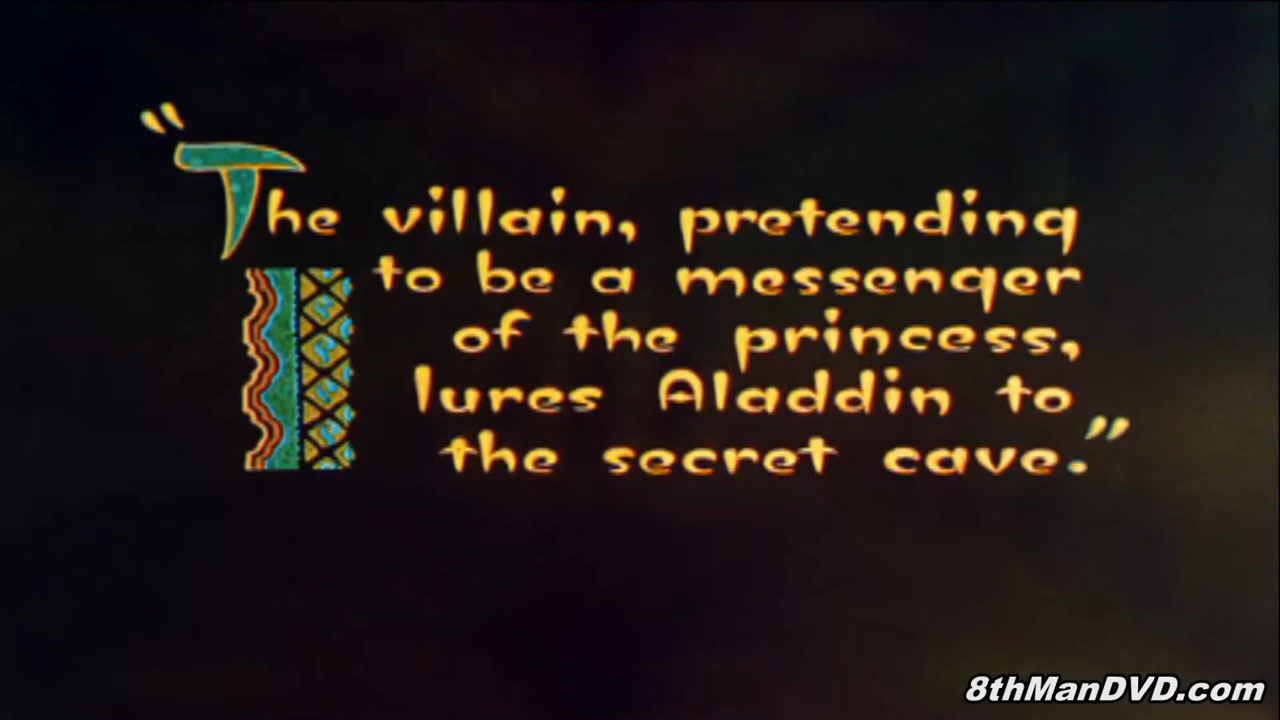 “The villain, pretending
to be a messenger
of the princess,
lures Aladdin to
the secret cave.”
8thManDVD.com